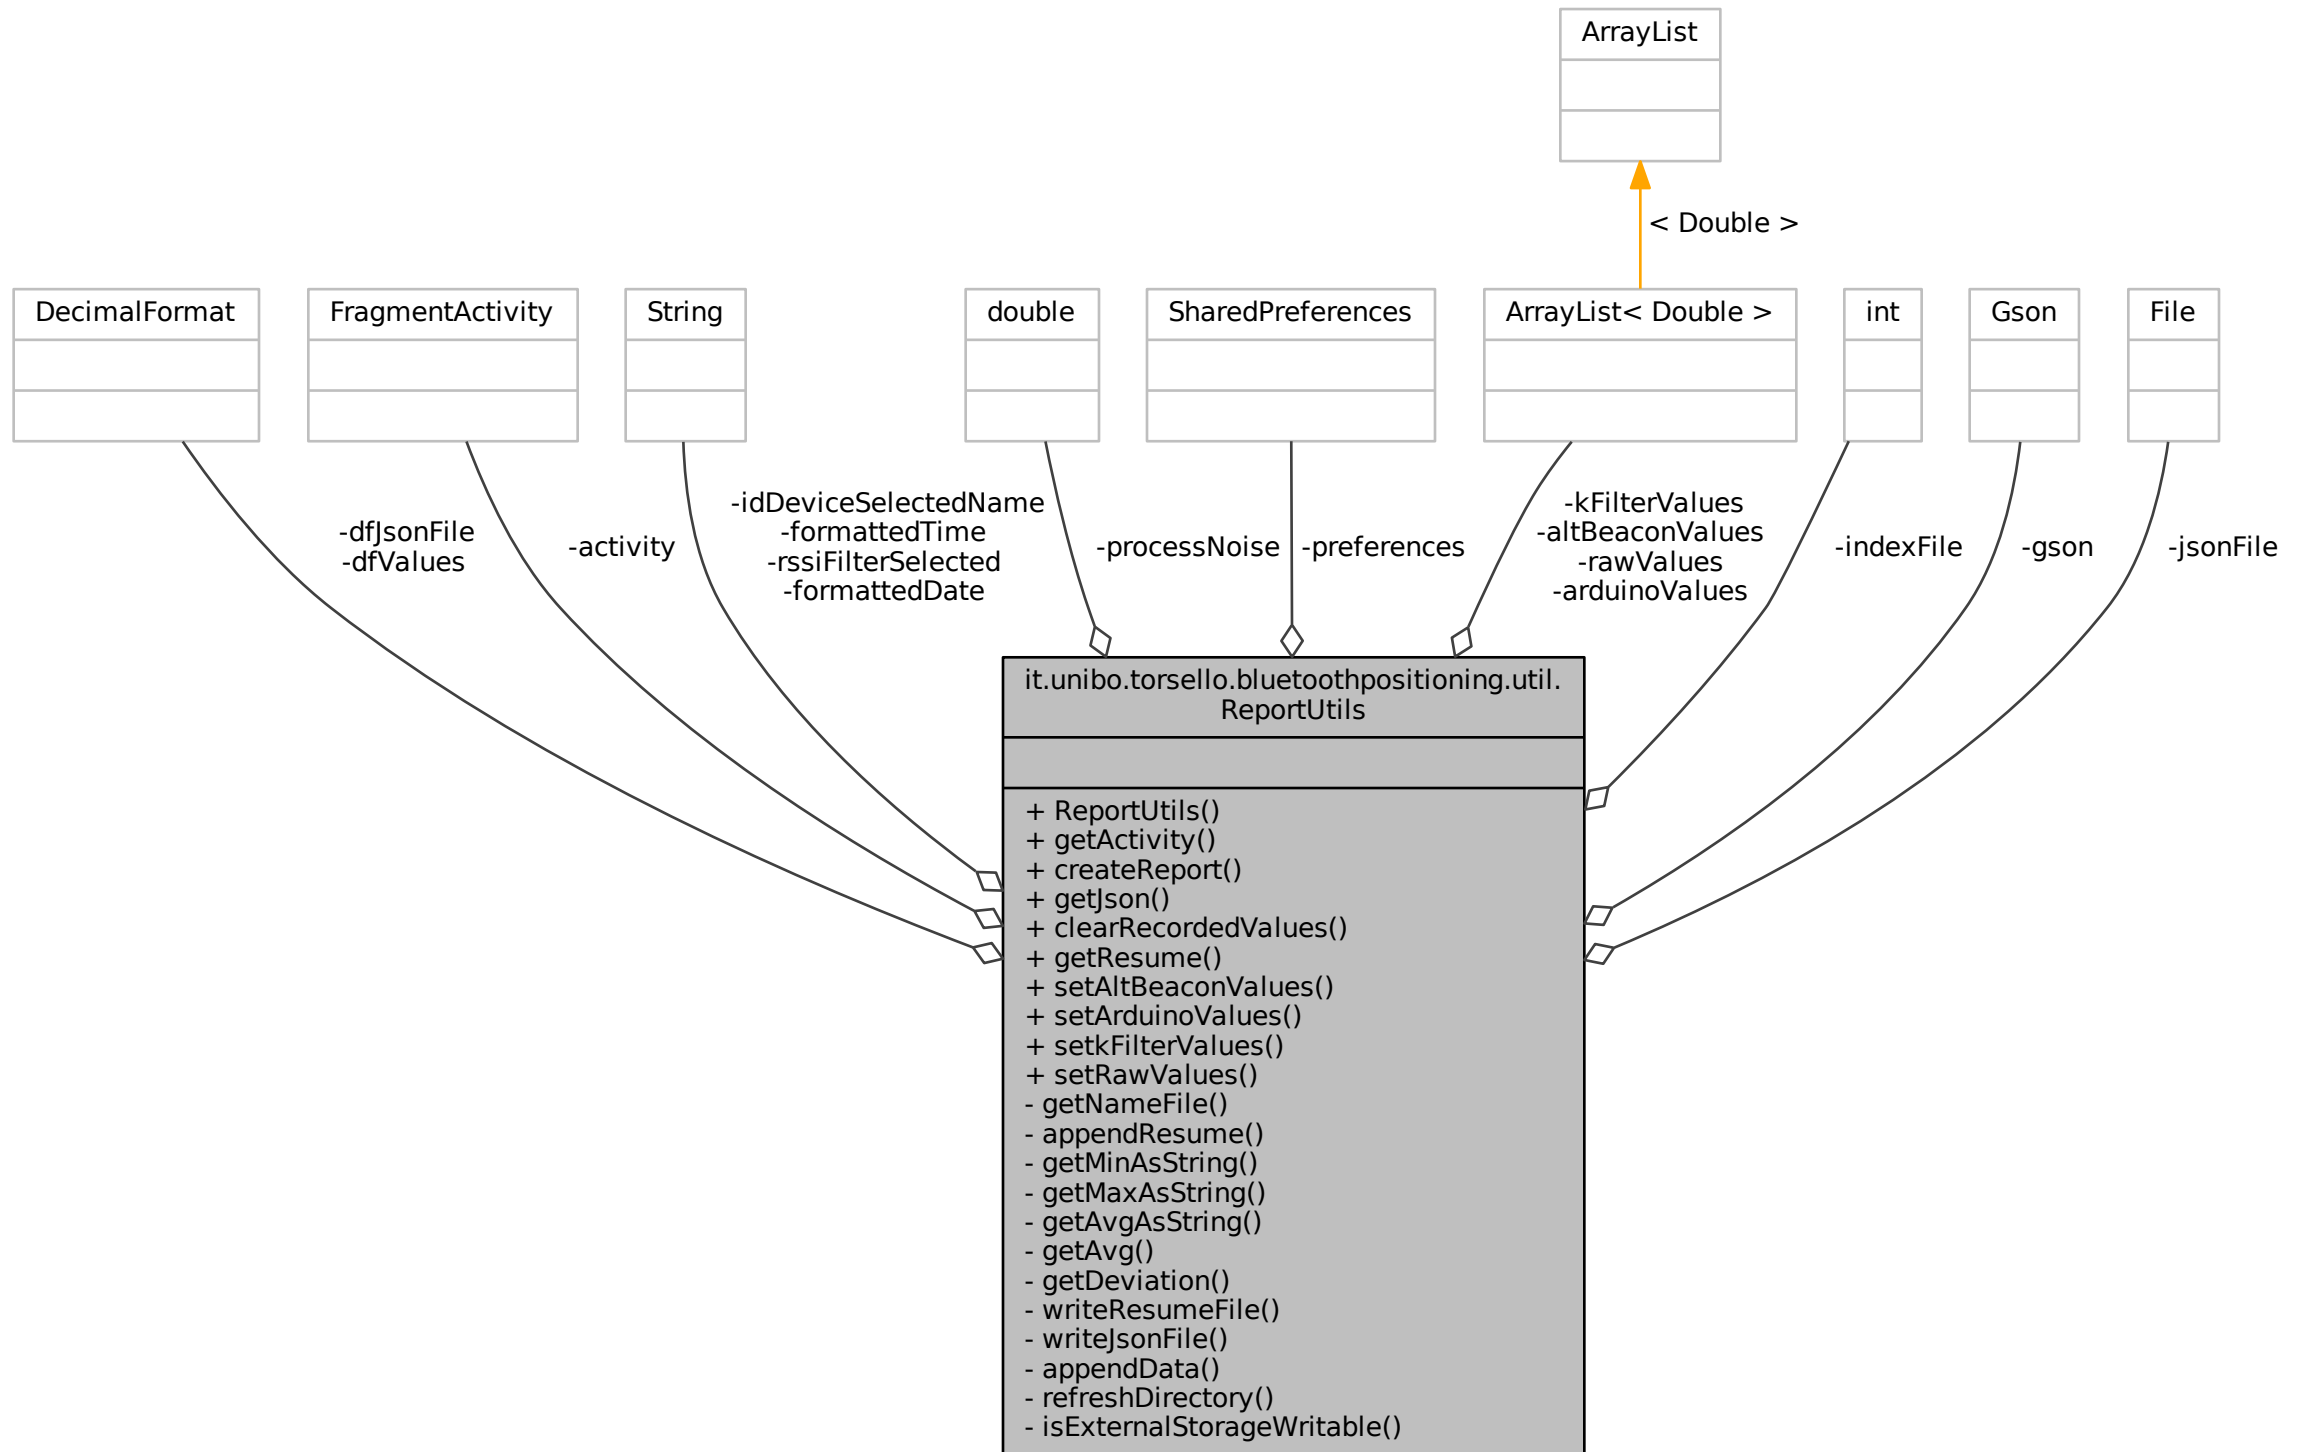 ArrayList
< Double >
DecimalFormat
FragmentActivity
String
double
SharedPreferences
ArrayList< Double >
int
Gson
File
-dfJsonFile
-dfValues
-activity
-idDeviceSelectedName
-formattedTime
-rssiFilterSelected
-formattedDate
-processNoise
-preferences
-kFilterValues
-altBeaconValues
-rawValues
-arduinoValues
-indexFile
-gson
-jsonFile
it.unibo.torsello.bluetoothpositioning.util.
ReportUtils
+ ReportUtils()
+ getActivity()
+ createReport()
+ getJson()
+ clearRecordedValues()
+ getResume()
+ setAltBeaconValues()
+ setArduinoValues()
+ setkFilterValues()
+ setRawValues()
- getNameFile()
- appendResume()
- getMinAsString()
- getMaxAsString()
- getAvgAsString()
- getAvg()
- getDeviation()
- writeResumeFile()
- writeJsonFile()
- appendData()
- refreshDirectory()
- isExternalStorageWritable()